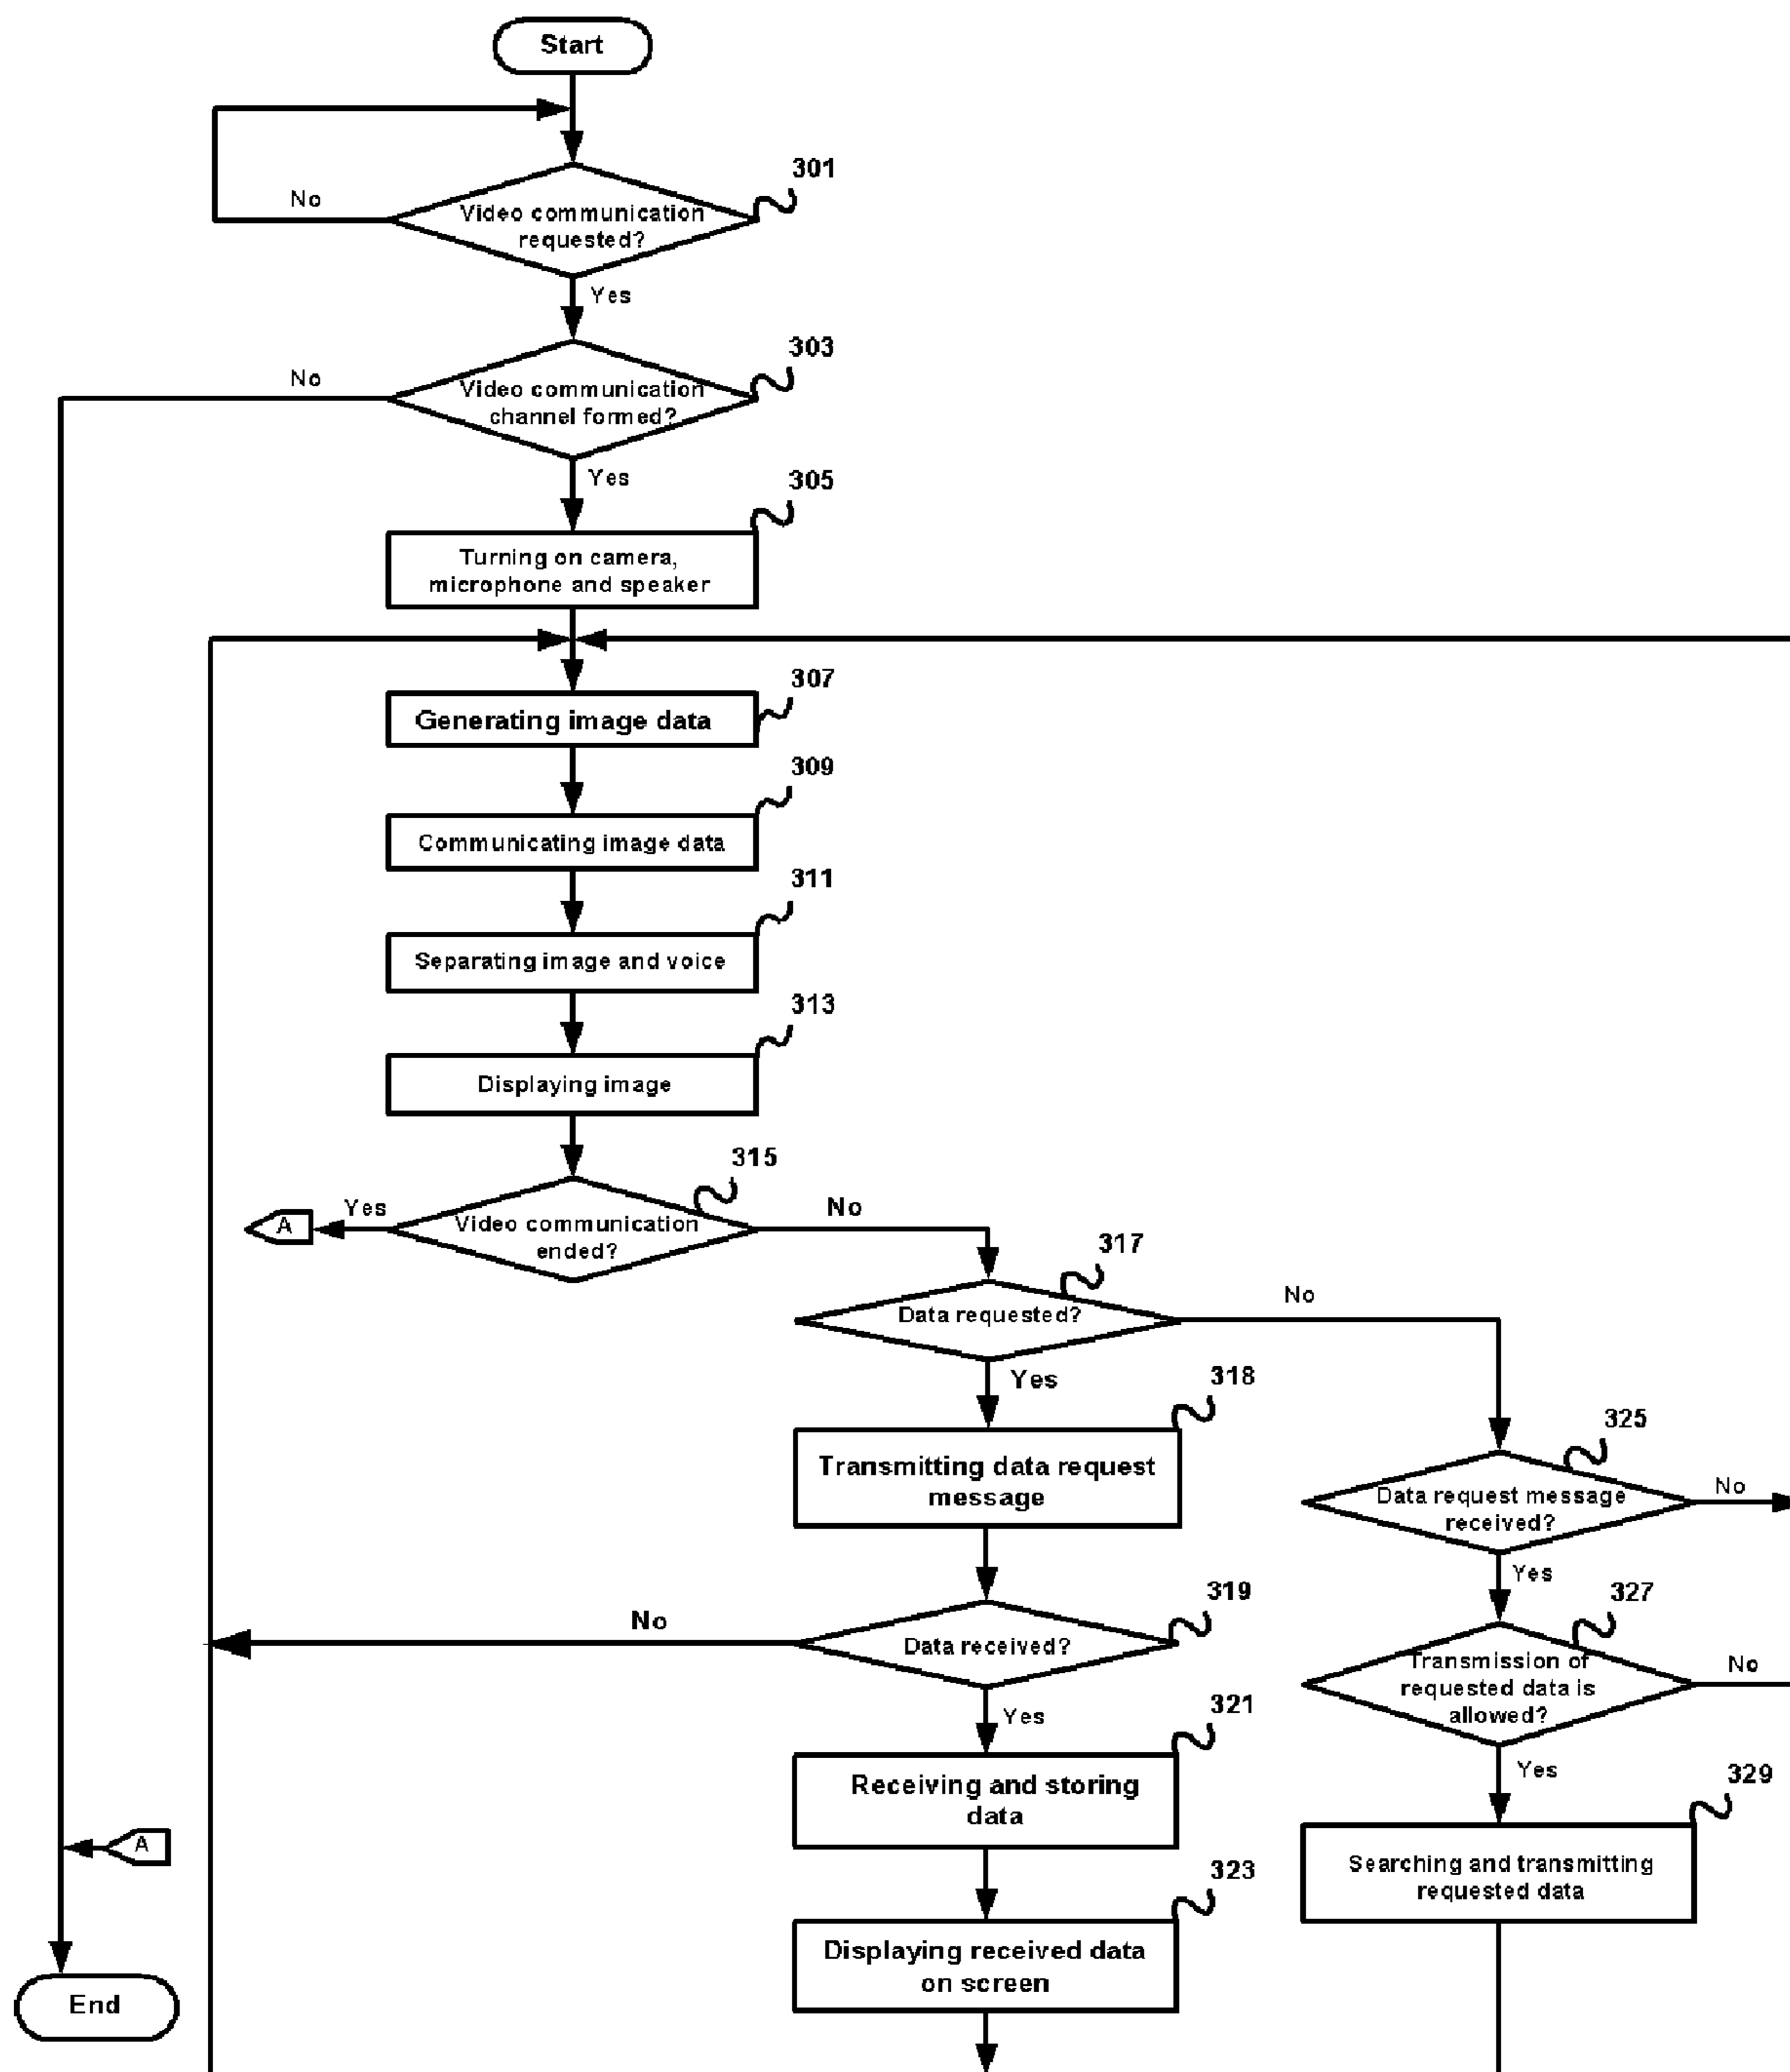 Start
301
No
Video communication
requested?
Yes
303
No
Video communication
channel formed?
Yes
305
Turning on camera,
microphone and speaker
307
Generating image data
309
Communicating image data
311
Separating image and voice
313
Displaying image
315
A
Yes
Video communication
ended?
No
317
Data requested?
No
Yes
318
Transmitting data request
message
325
Data request message
received?
No
Yes
319
No
Data received?
327
Transmission of
requested data is
allowed?
No
Yes
321
Receiving and storing
data
Yes
329
Searching and transmitting
requested data
A
323
Displaying received data
on screen
End